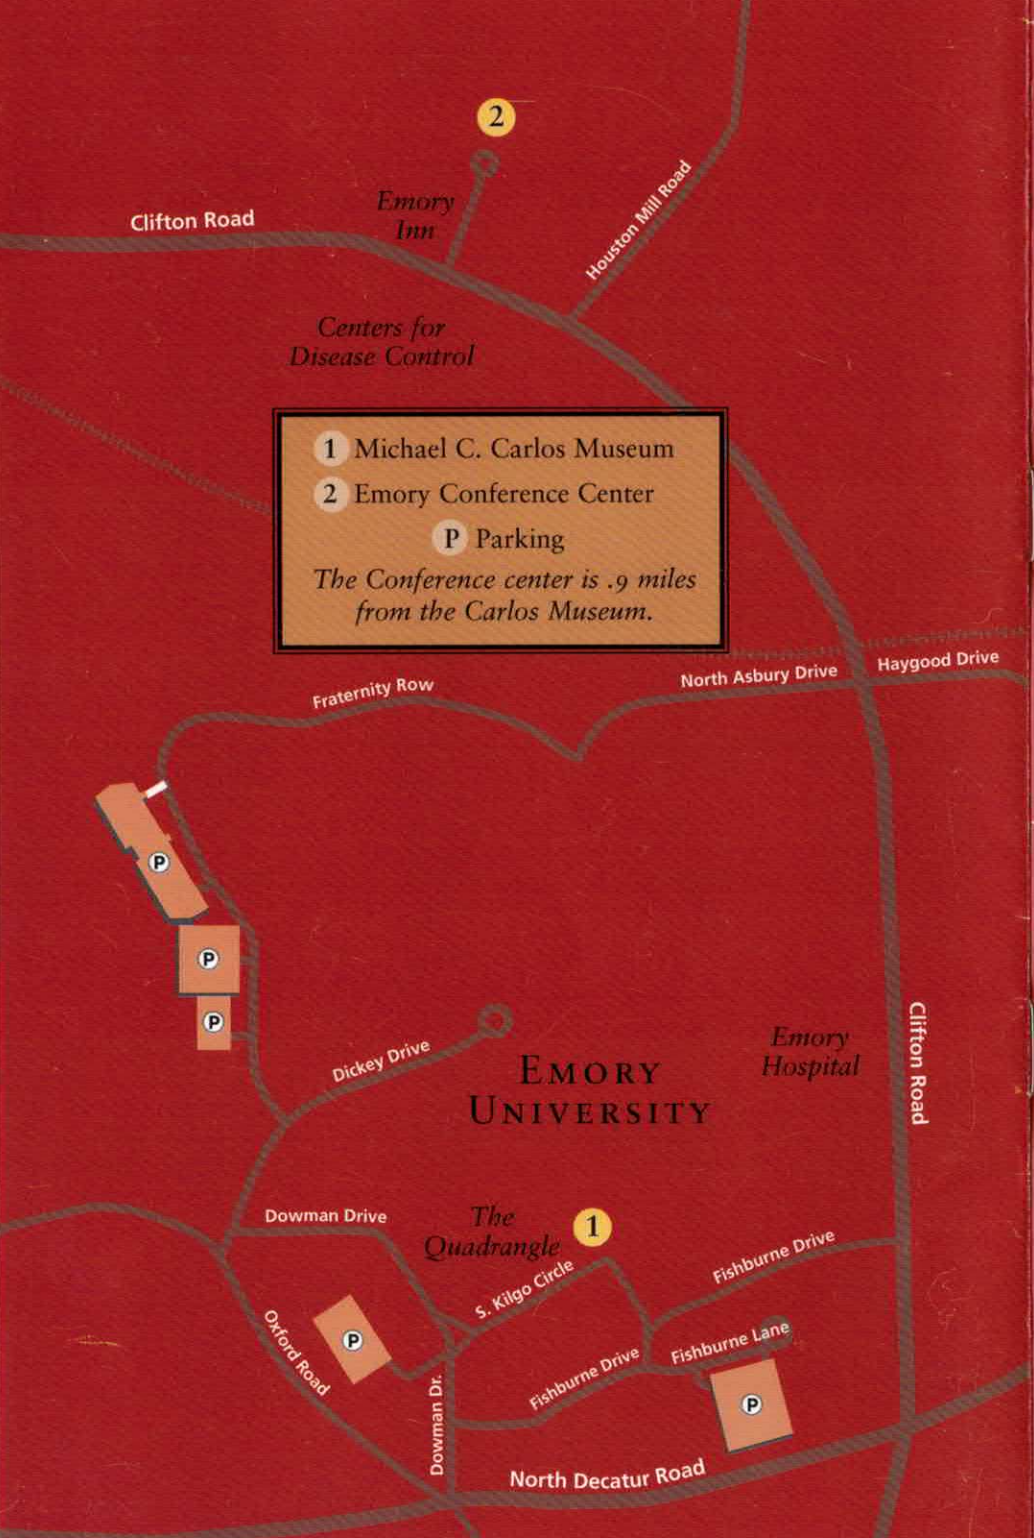 2
Emory
Inn
Clifton Road
Houston Mill Road
Centers for
Disease Control
1 Michael C. Carlos Museum
2 Emory Conference Center
P Parking
The Conference center is .9 miles
from the Carlos Museum.
North Asbury Drive
Haygood Drive
Fraternity Row
P
P
P
Dickey Drive
EMORY
UNIVERSITY
Emory
Hospital
Clifton Road
Dowman Drive
The
Quadrangle
1
S. Kilgo Circle
Fishburne Drive
Oxford Road
P
Fishburne Lane
Fishburne Drive
Dowman Dr.
P
North Decatur Road